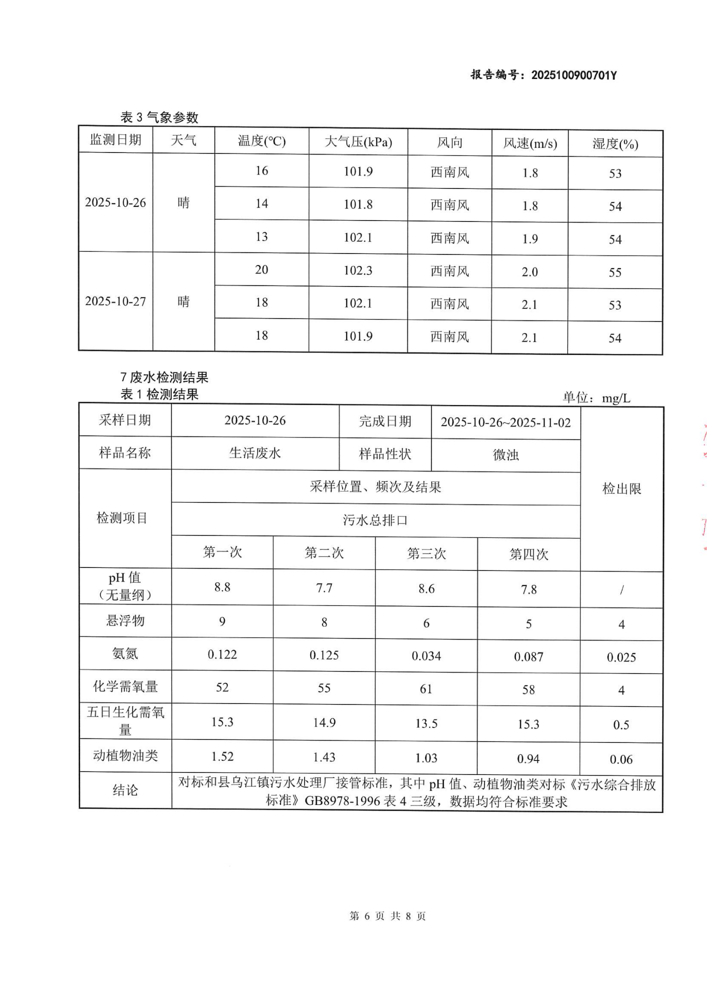 报告编号：2025100900701Y
表 3 气象参数
监测日期 天气 温度(℃) 大气压(kPa) 风向 风速(m/s) 湿度(%)
2025-10-26 晴 16 101.9 西南风 1.8 53
14 101.8 西南风 1.8 54
13 102.1 西南风 1.9 54
2025-10-27 晴 20 102.3 西南风 2.0 55
18 102.1 西南风 2.1 53
18 101.9 西南风 2.1 54
7 废水检测结果
表 1 检测结果 单位：mg/L
采样日期 2025-10-26 完成日期 2025-10-26~2025-11-02 检出限
样品名称 生活废水 样品性状 微浊
检测项目 采样位置、频次及结果
污水总排口
第一次 第二次 第三次 第四次
pH 值
（无量纲） 8.8 7.7 8.6 7.8 /
悬浮物 9 8 6 5 4
氨氮 0.122 0.125 0.034 0.087 0.025
化学需氧量 52 55 61 58 4
五日生化需氧
量 15.3 14.9 13.5 15.3 0.5
动植物油类 1.52 1.43 1.03 0.94 0.06
结论 对标和县乌江镇污水处理厂接管标准，其中 pH 值、动植物油类对标《污水综合排放
标准》GB8978-1996 表 4 三级，数据均符合标准要求
第 6 页 共 8 页